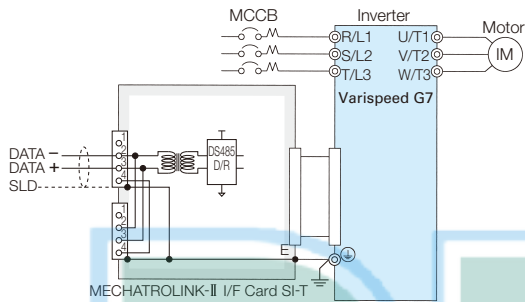 MCCB
Inverter
Motor
R/L1 U/T1
S/L2 V/T2 IM
T/L3 W/T3
Varispeed G7
1
2
DATA − 3
DATA + 4
SLD
DS485
D/R
1
2
3
4
E
MECHATROLINK-II I/F Card SI-T